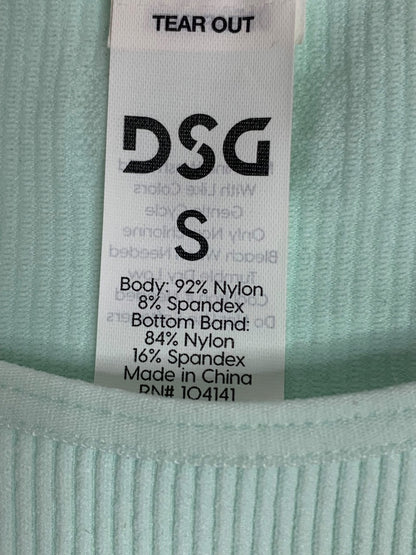 TEAR OUT
DSG
S
Body: 92% Nylon
8% Spandex
Bottom Band:
84% Nylon
16% Spandex
Made in China
RN# 104141